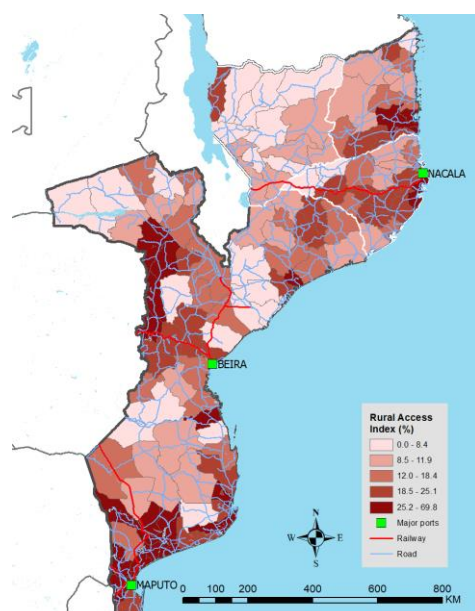 NACALA
BEIRA
Rural Access
Index (%)
0.0 - 8.4
8.5 - 11.9
12.0 - 18.4
18.5 - 25.1
25.2 - 69.8
Major ports
Railway
Road
N
W E
S
MAPUTO
0 100 200 400 600 800
KM